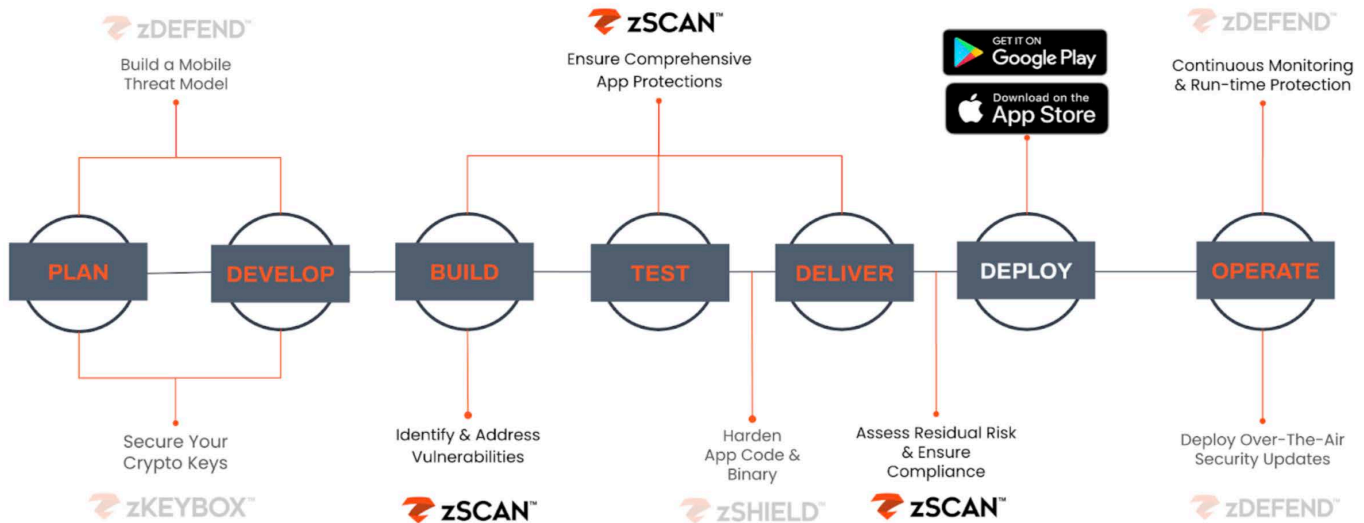 zDEFEND™
Build a Mobile
Threat Model
zSCAN™
Ensure Comprehensive
App Protections
GET IT ON
Google Play
Download on the
App Store
zDEFEND™
Continuous Monitoring
& Run-time Protection
PLAN
DEVELOP
BUILD
TEST
DELIVER
DEPLOY
OPERATE
Secure Your
Crypto Keys
zKEYBOX™
Identify & Address
Vulnerabilities
zSCAN™
Harden
App Code &
Binary
zSHIELD™
Assess Residual Risk
& Ensure
Compliance
zSCAN™
Deploy Over-The-Air
Security Updates
zDEFEND™